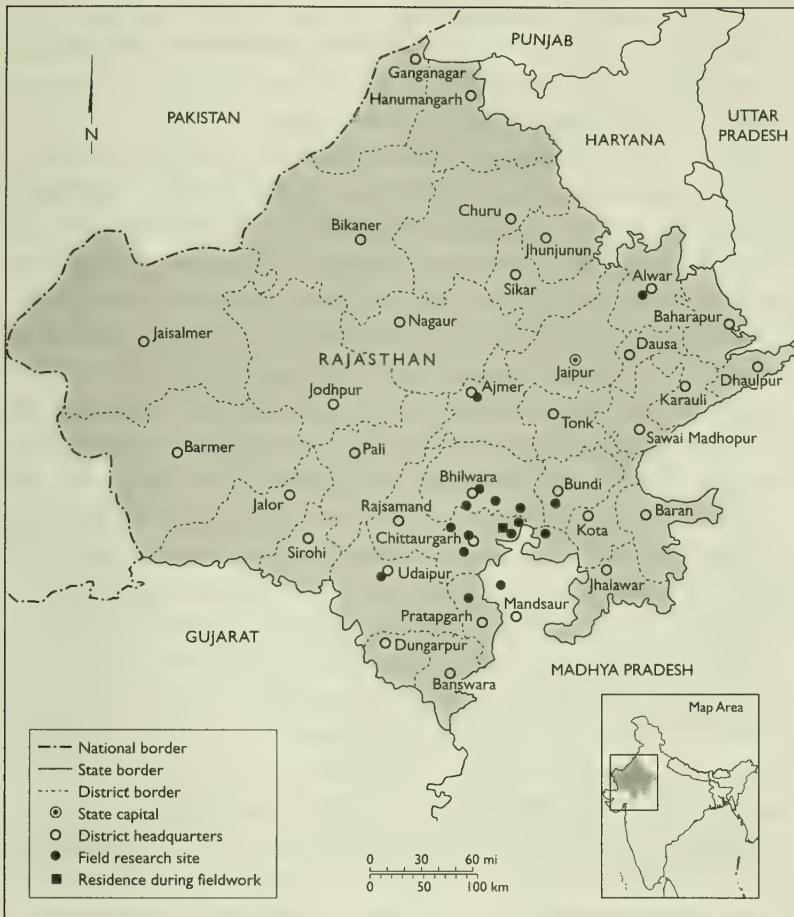 PUNJAB
Ganganagar
Hanumangarh
PAKISTAN
N
HARYANA
UTTAR
PRADESH
Churu
Bikaner
Jhunjunun
Sikar
Alwar
Baharapur
Nagaur
Jaisalmer
Dausa
RAJASTHAN
Jaipur
Dhaulpur
Jodhpur
Ajmer
Karauli
Tonk
Sawai Madhopur
Barmer
Pali
Bhilwara
Bundi
Jalor
Rajsamand
Kota
Baran
Sirohi
Chittaurgarh
Udaipur
Jhalawar
Mandsaur
Pratapgarh
GUJARAT
Dungarpur
MADHYA PRADESH
Banswara
Map Area
National border
State border
District border
State capital
District headquarters
Field research site
Residence during fieldwork
0 30 60 mi
0 50 100 km